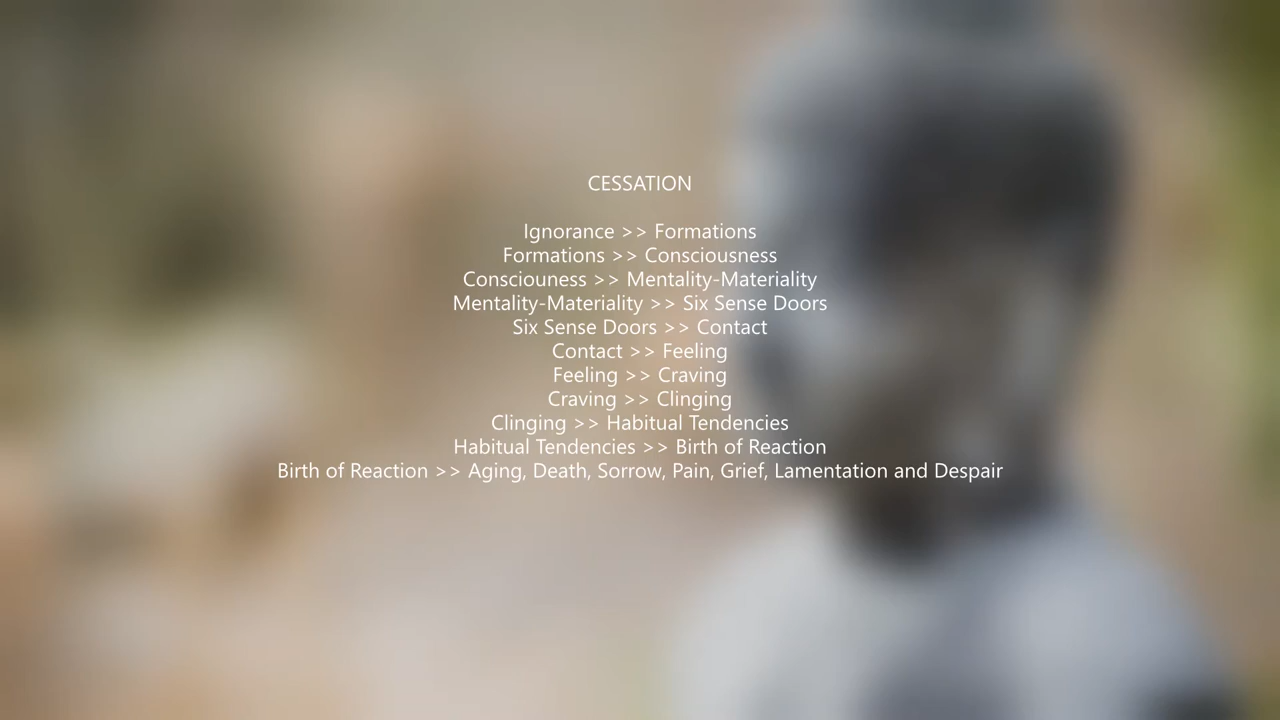 CESSATION
Ignorance >> Formations
Formations >> Consciousness
Consciouness >> Mentality-Materiality
Mentality-Materiality >> Six Sense Doors
Six Sense Doors >> Contact
Contact >> Feeling
Feeling >> Craving
Craving >> Clinging
Clinging >> Habitual Tendencies
Habitual Tendencies >> Birth of Reaction
Birth of Reaction >> Aging, Death, Sorrow, Pain, Grief, Lamentation and Despair